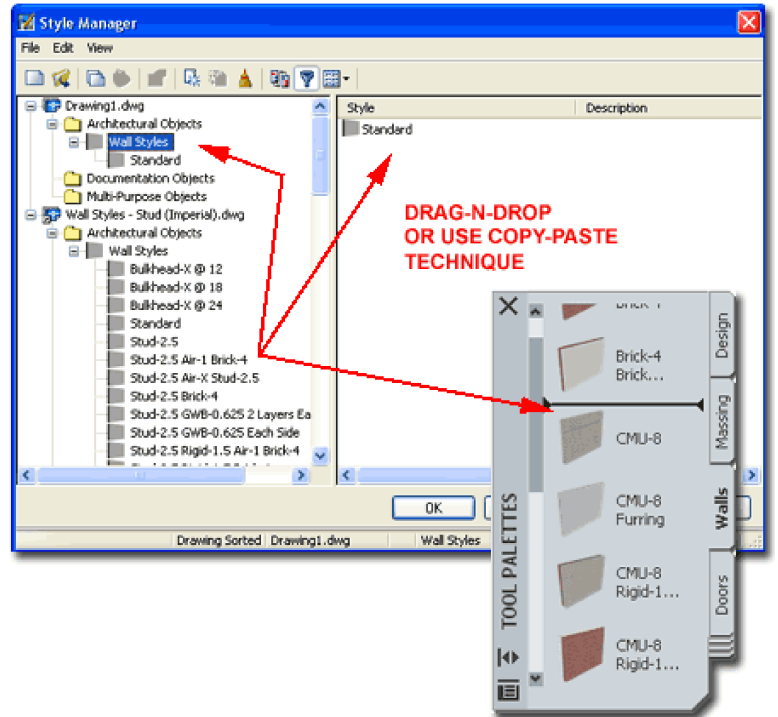 Style Manager
File Edit View
Drawing1.dwg
Architectural Objects
Wall Styles
Standard
Documentation Objects
Multi-Purpose Objects
Wall Styles - Stud (Imperial).dwg
Architectural Objects
Wall Styles
Bulkhead-X @ 12
Bulkhead-X @ 18
Bulkhead-X @ 24
Standard
Stud-2.5
Stud-2.5 Air-1 Brick-4
Stud-2.5 Air-X Stud-2.5
Stud-2.5 Brick-4
Stud-2.5 GWB-0.625 2 Layers Ea
Stud-2.5 GWB-0.625 Each Side
Stud-2.5 Rigid-1.5 Air-1 Brick-4
Style Description
Standard
DRAG-N-DROP
OR USE COPY-PASTE
TECHNIQUE
OK
Drawing Sorted Drawing1.dwg Wall Styles
TOOL PALETTES
Brick-4
Brick...
CMU-8
CMU-8
Furring
CMU-8
Rigid-1...
CMU-8
Rigid-1...
Design
Massing
Walls
Doors